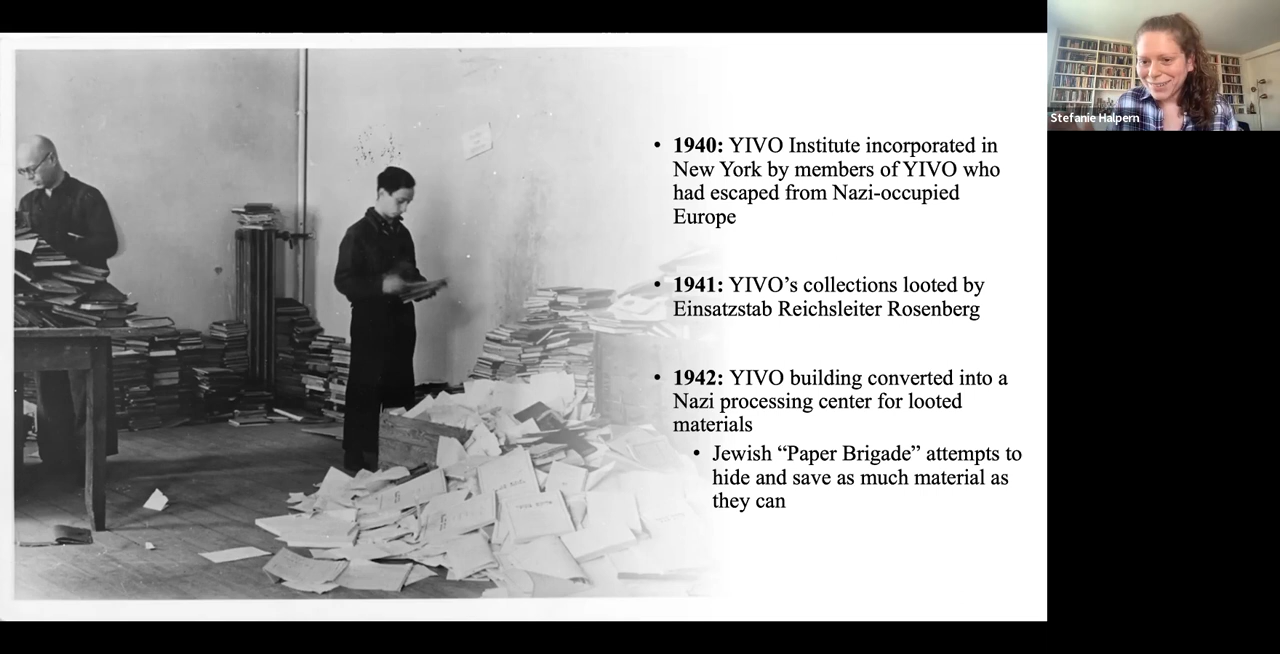 Stefanie Halpern
• 1940: YIVO Institute incorporated in
New York by members of YIVO who
had escaped from Nazi-occupied
Europe
• 1941: YIVO’s collections looted by
Einsatzstab Reichsleiter Rosenberg
• 1942: YIVO building converted into a
Nazi processing center for looted
materials
• Jewish “Paper Brigade” attempts to
hide and save as much material as
they can